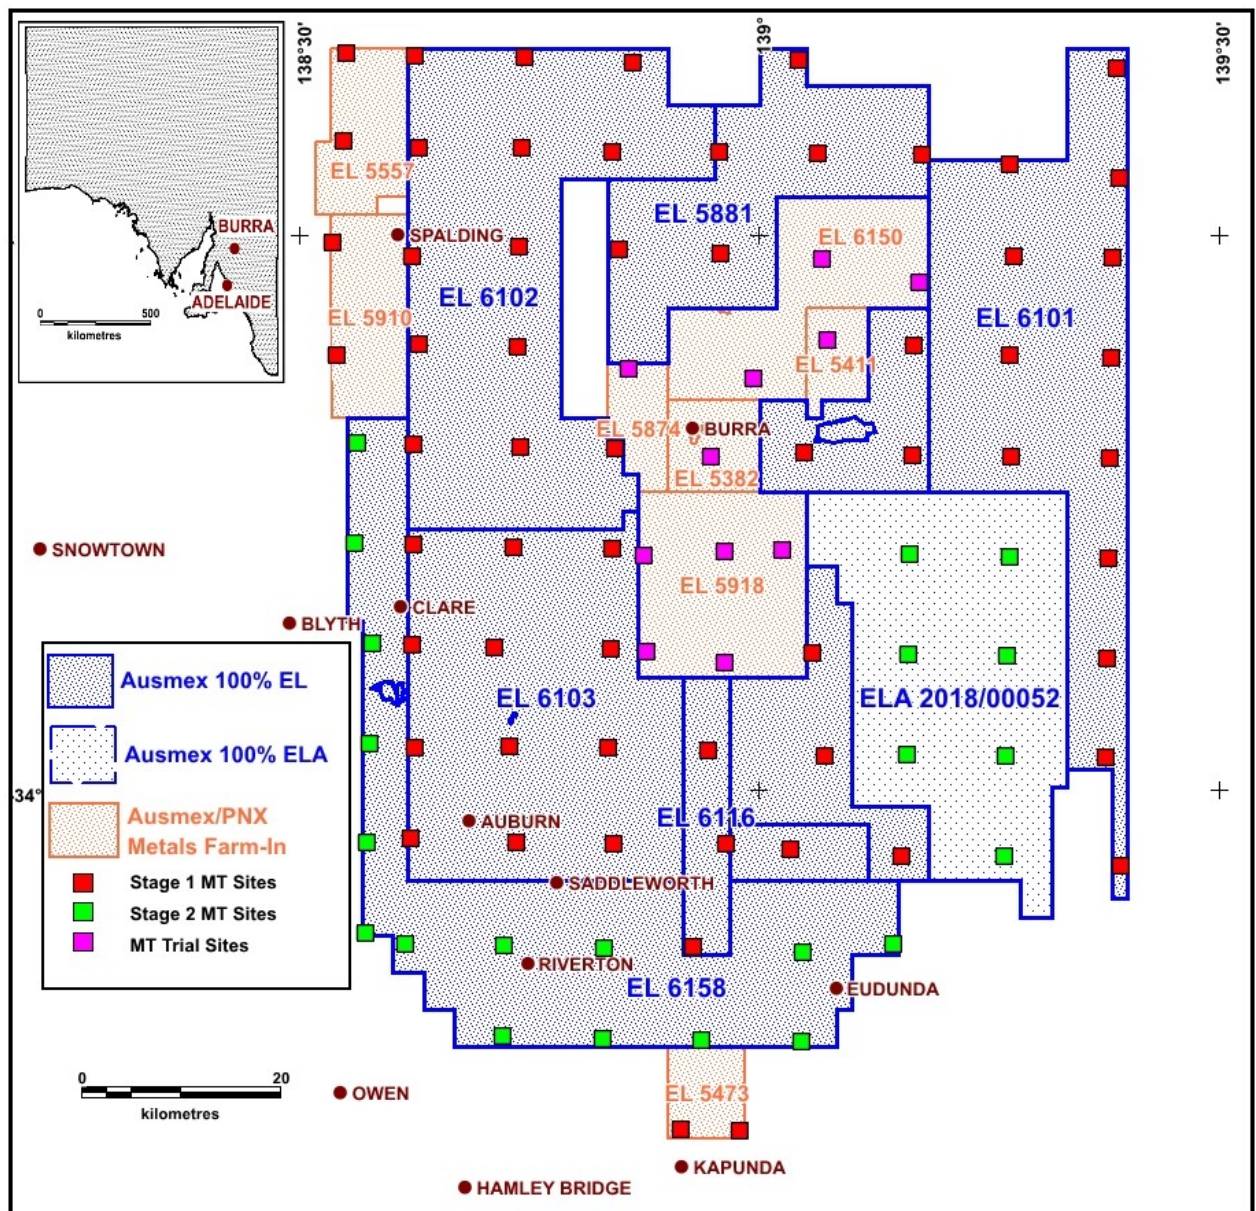 138°30'
139°
139°30'
BURRA
ADELAIDE
0 500
kilometres
EL 5557
SPALDING
EL 5881
EL 6150
EL 6102
EL 6101
EL 5910
EL 5411
EL 5874
BURRA
EL 5382
SNOWTOWN
EL 5918
CLARE
BLYTH
EL 6103
ELA 2018/00052
34°
AUBURN
EL 6116
SADDLEWORTH
RIVERTON
EL 6158
EUDUNDA
Ausmex 100% EL
Ausmex 100% ELA
Ausmex/PNX
Metals Farm-In
Stage 1 MT Sites
Stage 2 MT Sites
MT Trial Sites
0 20
kilometres
OWEN
EL 5473
KAPUNDA
HAMLEY BRIDGE